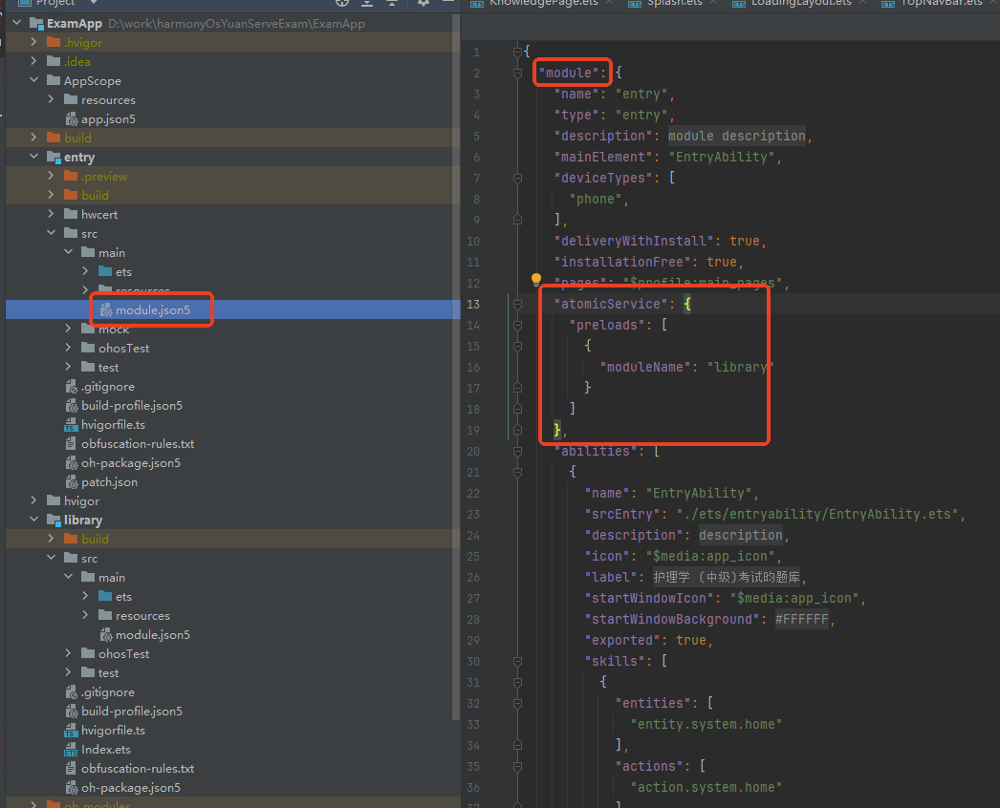 Project
ExamApp D:\work\harmonyOsYuanServeExam\ExamApp
.hvigor
.idea
AppScope
resources
app.json5
build
entry
.preview
build
hwcert
src
main
ets
resources
module.json5
mock
ohosTest
test
.gitignore
build-profile.json5
hvigorfile.ts
obfuscation-rules.txt
oh-package.json5
patch.json
hvigor
library
build
src
main
ets
resources
module.json5
ohosTest
test
.gitignore
build-profile.json5
hvigorfile.ts
Index.ets
obfuscation-rules.txt
oh-package.json5
oh-modules
KnowledgePage.ets Splash.ets LoadingLayout.ets TopNavBar.ets
1 {
2 "module": {
3 "name": "entry",
4 "type": "entry",
5 "description": module description,
6 "mainElement": "EntryAbility",
7 "deviceTypes": [
8 "phone",
9 ],
10 "deliveryWithInstall": true,
11 "installationFree": true,
12 "pages": "$profile:main_pages",
13 "atomicService": {
14 "preloads": [
15 {
16 "moduleName": "library"
17 }
18 ]
19 },
20 "abilities": [
21 {
22 "name": "EntryAbility",
23 "srcEntry": "./ets/entryability/EntryAbility.ets",
24 "description": description,
25 "icon": "$media:app_icon",
26 "label": 护理学（中级)考试昀题库,
27 "startWindowIcon": "$media:app_icon",
28 "startWindowBackground": #FFFFFF,
29 "exported": true,
30 "skills": [
31 {
32 "entities": [
33 "entity.system.home"
34 ],
35 "actions": [
36 "action.system.home"
37 ]